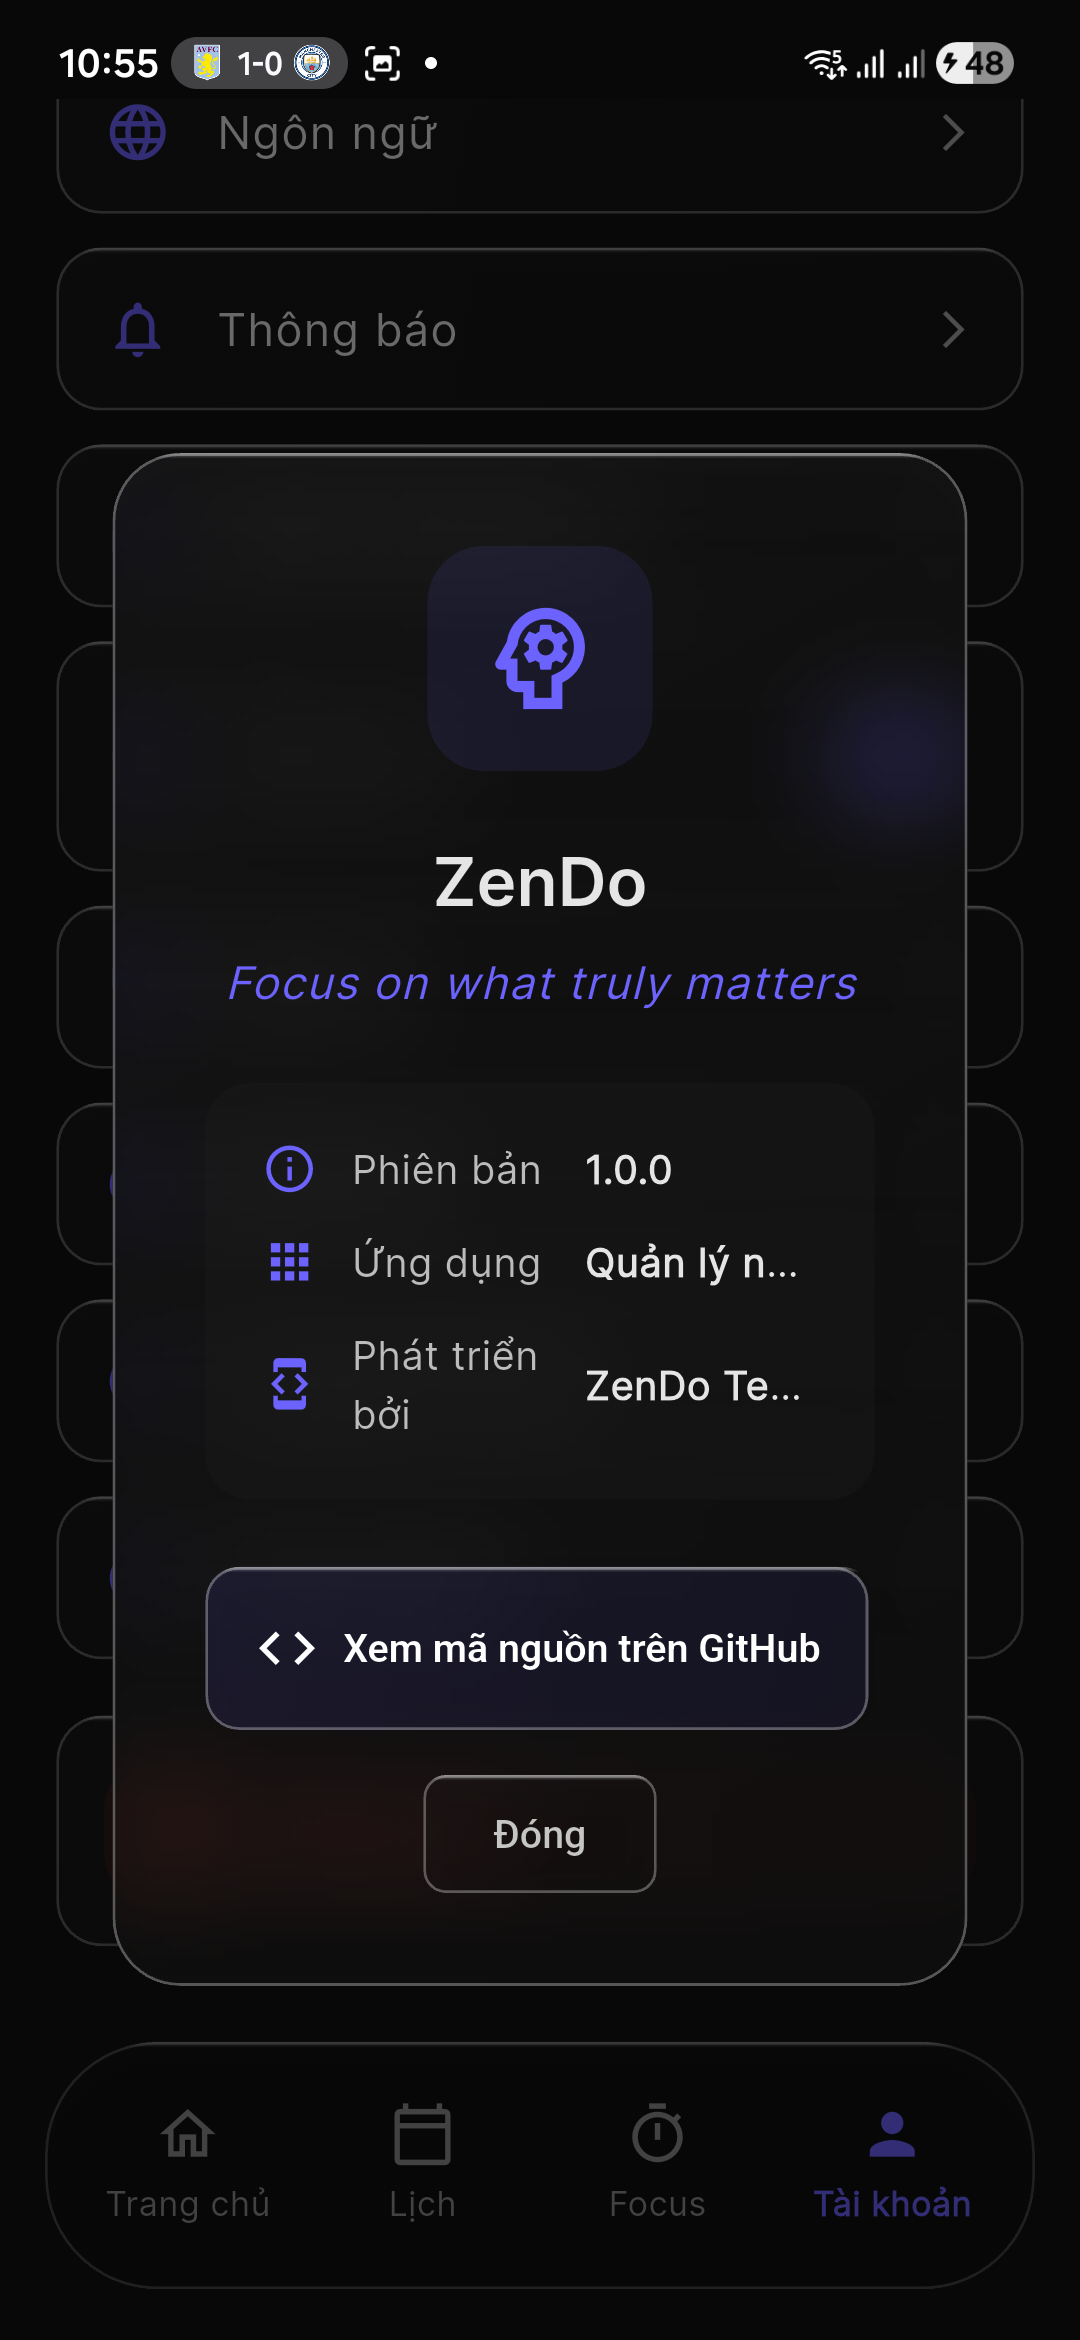 10:55
AVFC
1-0
5
48
Ngôn ngữ
Thông báo
ZenDo
Focus on what truly matters
Phiên bản 1.0.0
Ứng dụng Quản lý n...
Phát triển bởi
ZenDo Te...
Xem mã nguồn trên GitHub
Đóng
Trang chủ
Lịch
Focus
Tài khoản